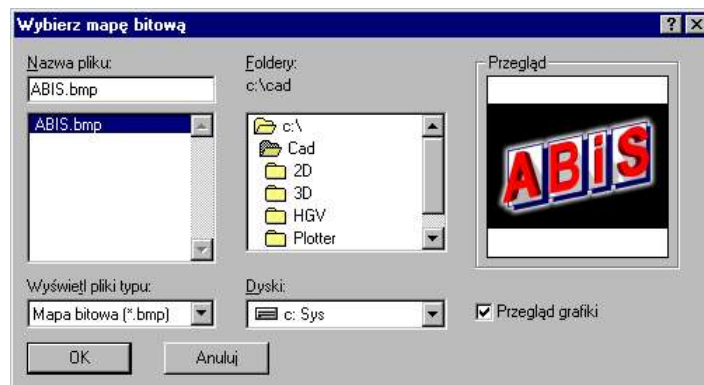 Wybierz mapę bitową
Nazwa pliku:
ABIS.bmp
ABIS.bmp
Wyświetl pliki typu:
Mapa bitowa (*.bmp)
Foldery:
c:\cad
c:\
Cad
2D
3D
HGV
Plotter
Dyski:
c: Sys
Przegląd
ABiS
Przegląd grafiki
OK
Anuluj